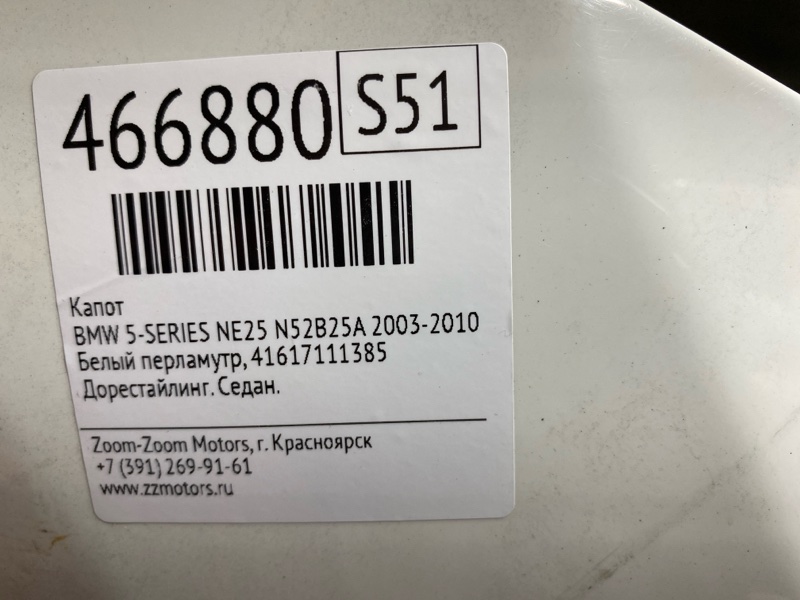 466880 S51
Капот
BMW 5-SERIES NE25 N52B25A 2003-2010
Белый перламутр, 41617111385
Дорестайлинг. Седан.
Zoom-Zoom Motors, г. Красноярск
+7 (391) 269-91-61
www.zzmotors.ru